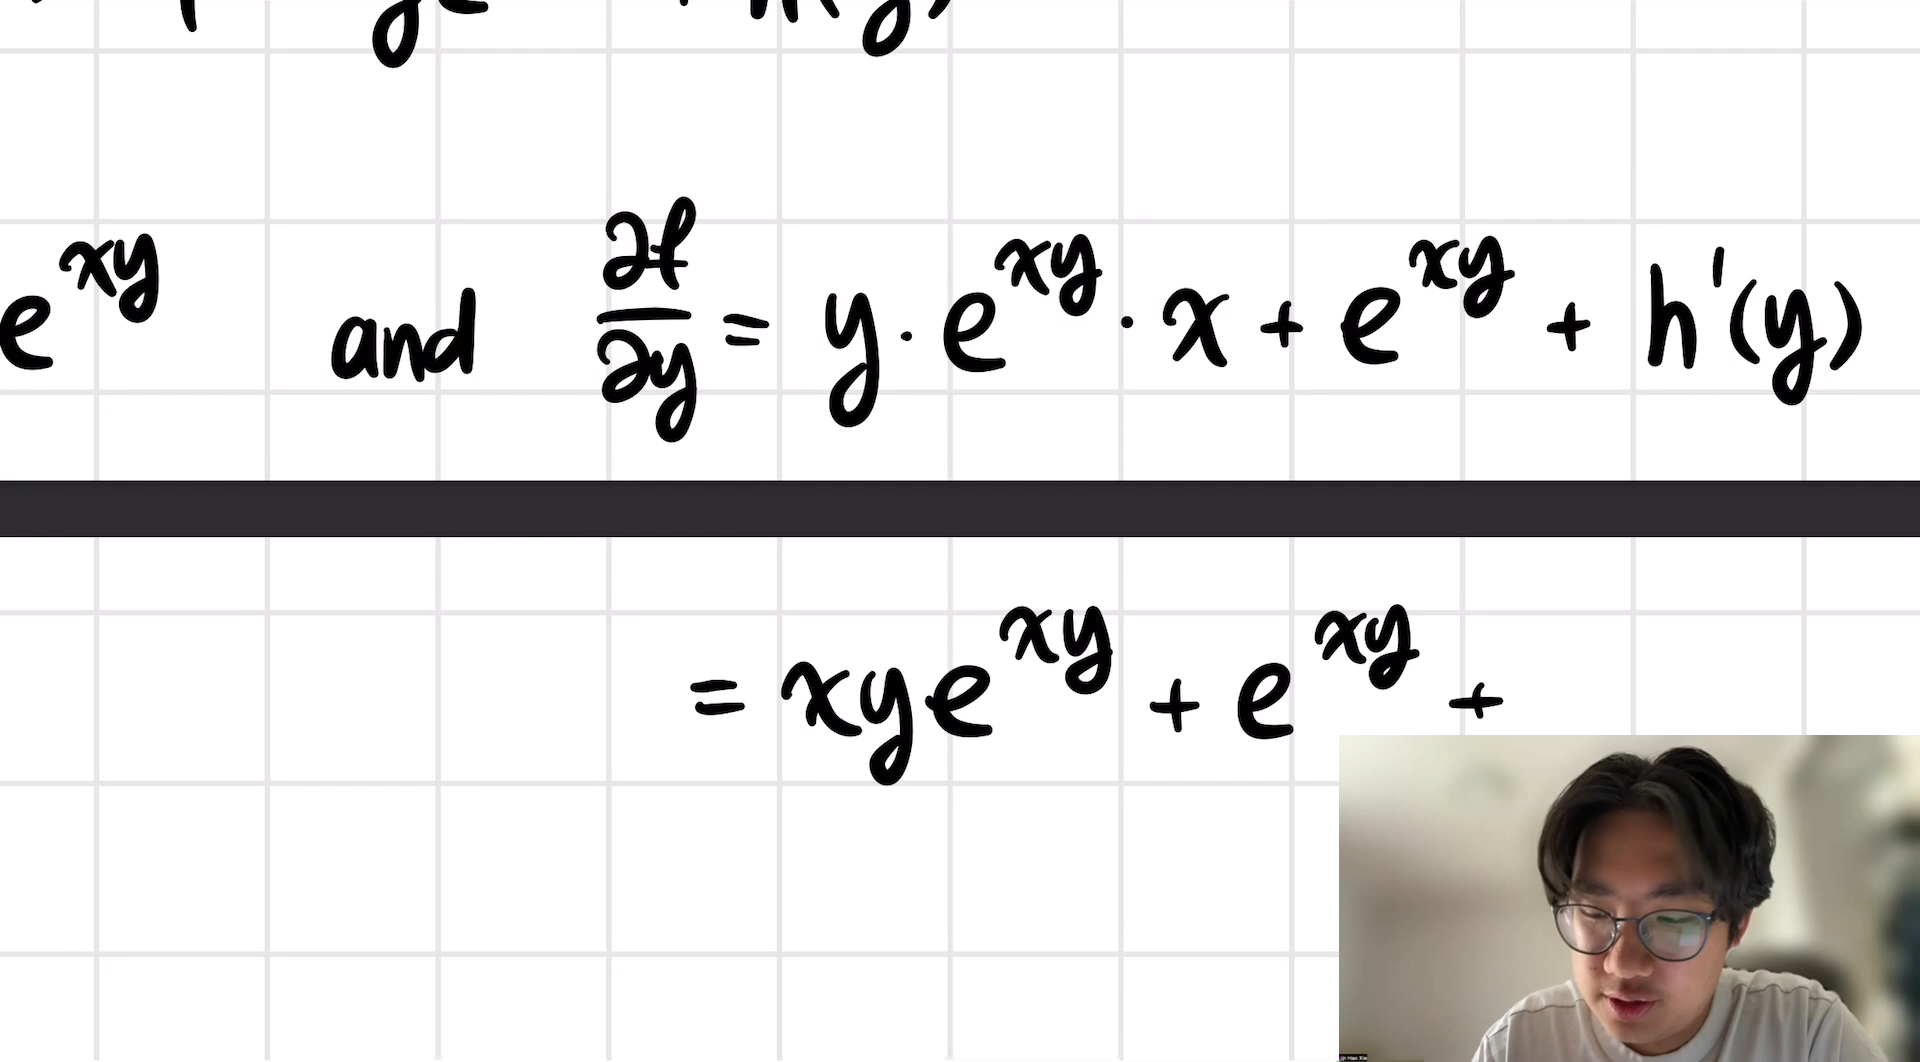 e^{xy} and ∂f/∂y = y · e^{xy} · x + e^{xy} + h'(y)
= xye^{xy} + e^{xy} +